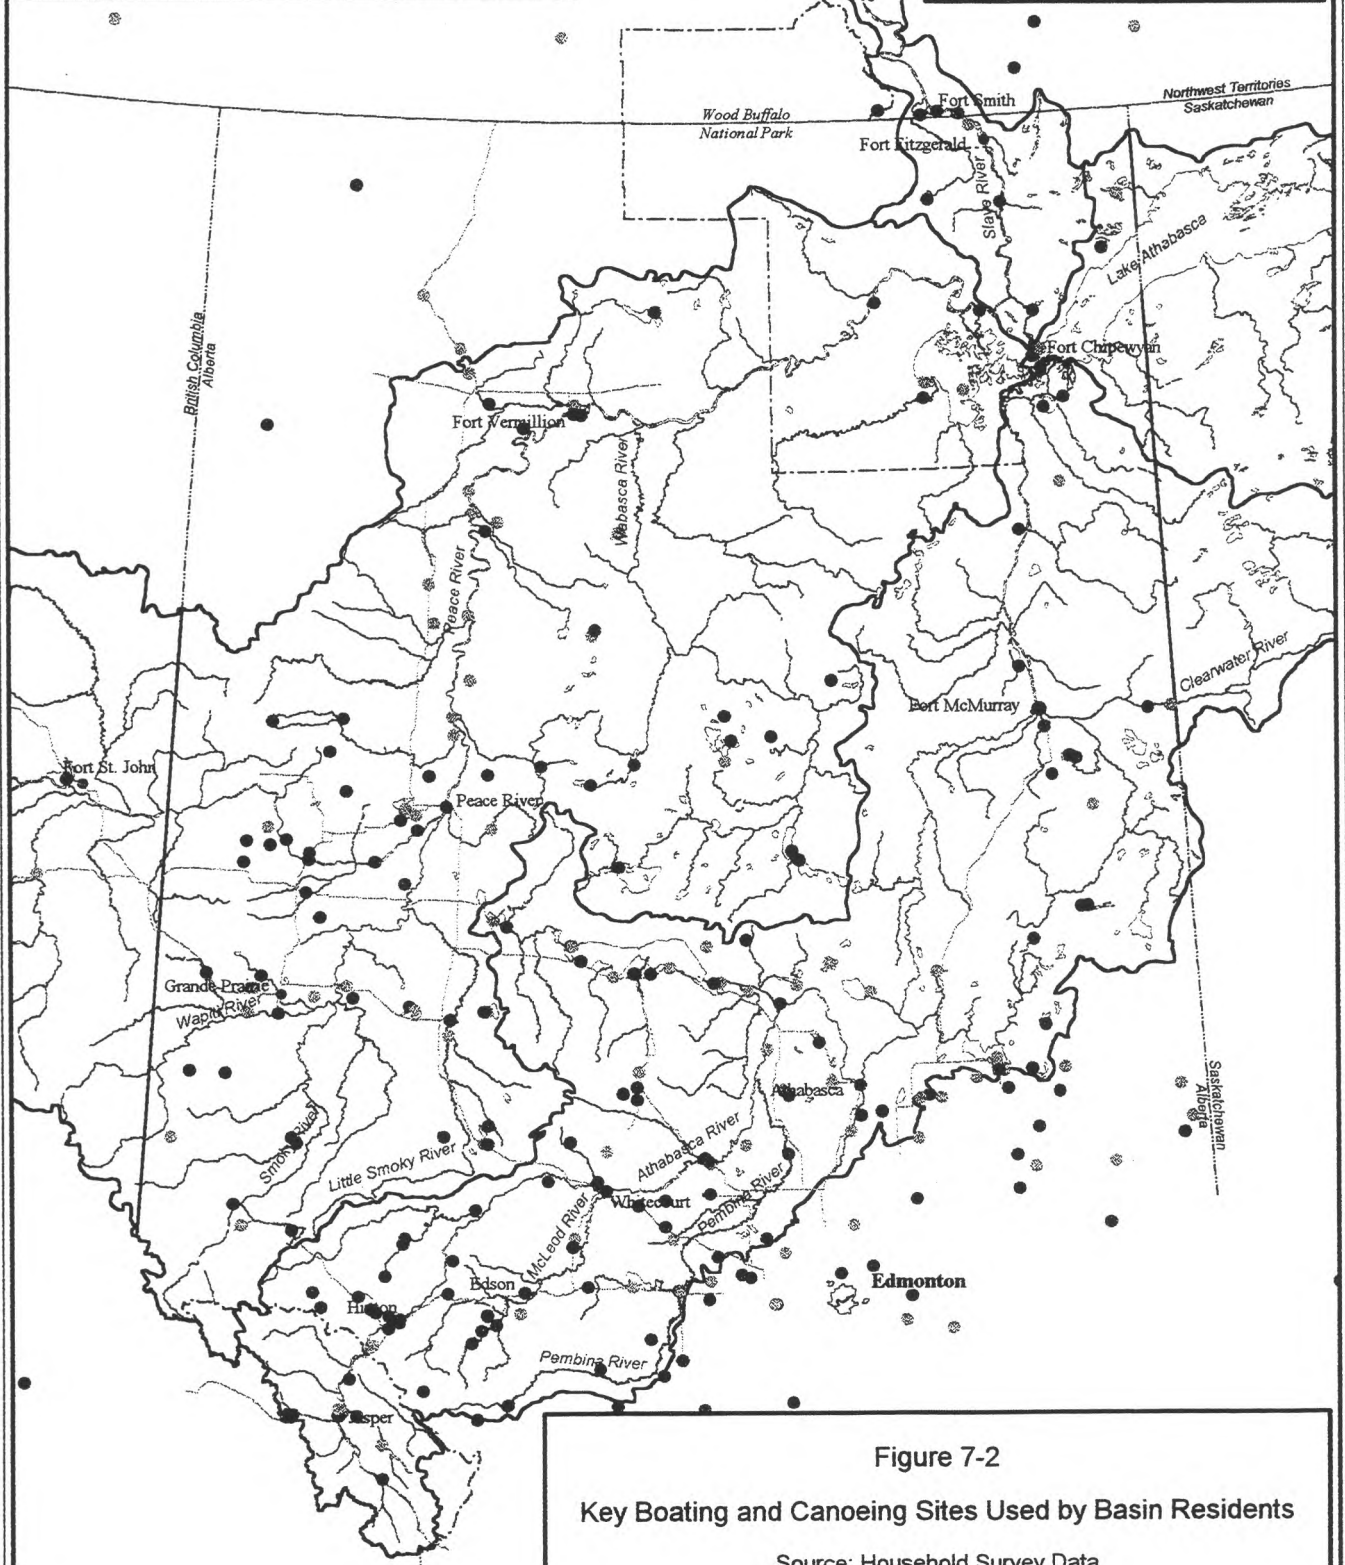 Northwest Territories
Saskatchewan
Fort Smith
Wood Buffalo
National Park
Fort Fitzgerald
Slave River
Lake Athabasca
British Columbia
Alberta
Fort Chipewyan
Fort Vermillion
Wabasca River
Peace River
Clearwater River
Fort McMurray
Fort St. John
Peace River
Grande Prairie
Wapiti River
Saskatchewan
Alberta
Athabasca
Smoky River
Little Smoky River
Athabasca River
Pembina River
Whitecourt
McLeod River
Edson
Edmonton
Hinton
Pembina River
Jasper
Figure 7-2
Key Boating and Canoeing Sites Used by Basin Residents
Source: Household Survey Data